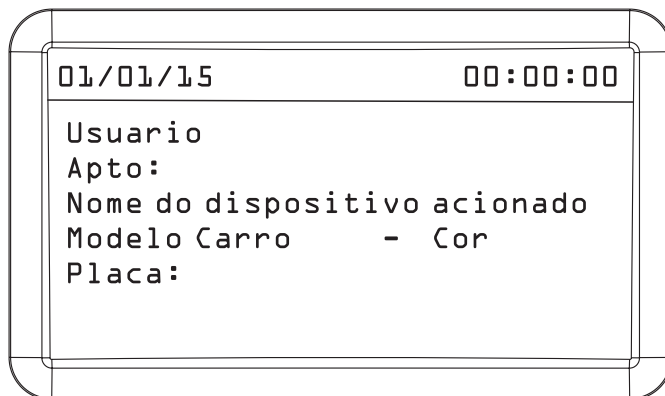 01/01/15 00:00:00
Usuario
Apto:
Nome do dispositivo acionado
Modelo Carro - Cor
Placa: